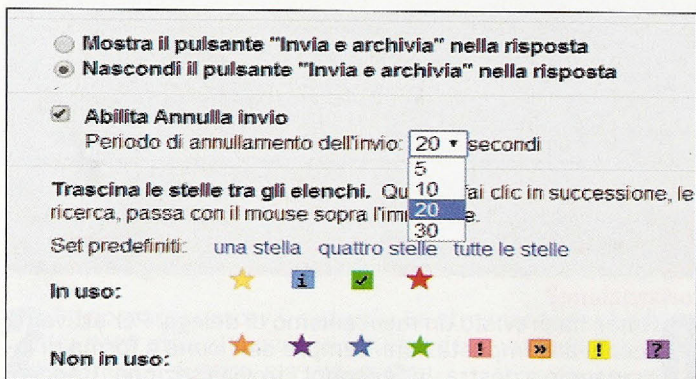 Mostra il pulsante "Invia e archivia" nella risposta
Nascondi il pulsante "Invia e archivia" nella risposta
Abilita Annulla invio
Periodo di annullamento dell'invio: 20 secondi
5
10
20
30
Trascina le stelle tra gli elenchi. Qu fai clic in successione, le
ricerca, passa con il mouse sopra l'im e.
Set predefiniti: una stella quattro stelle tutte le stelle
In uso:
i
Non in uso:
! » ! ?